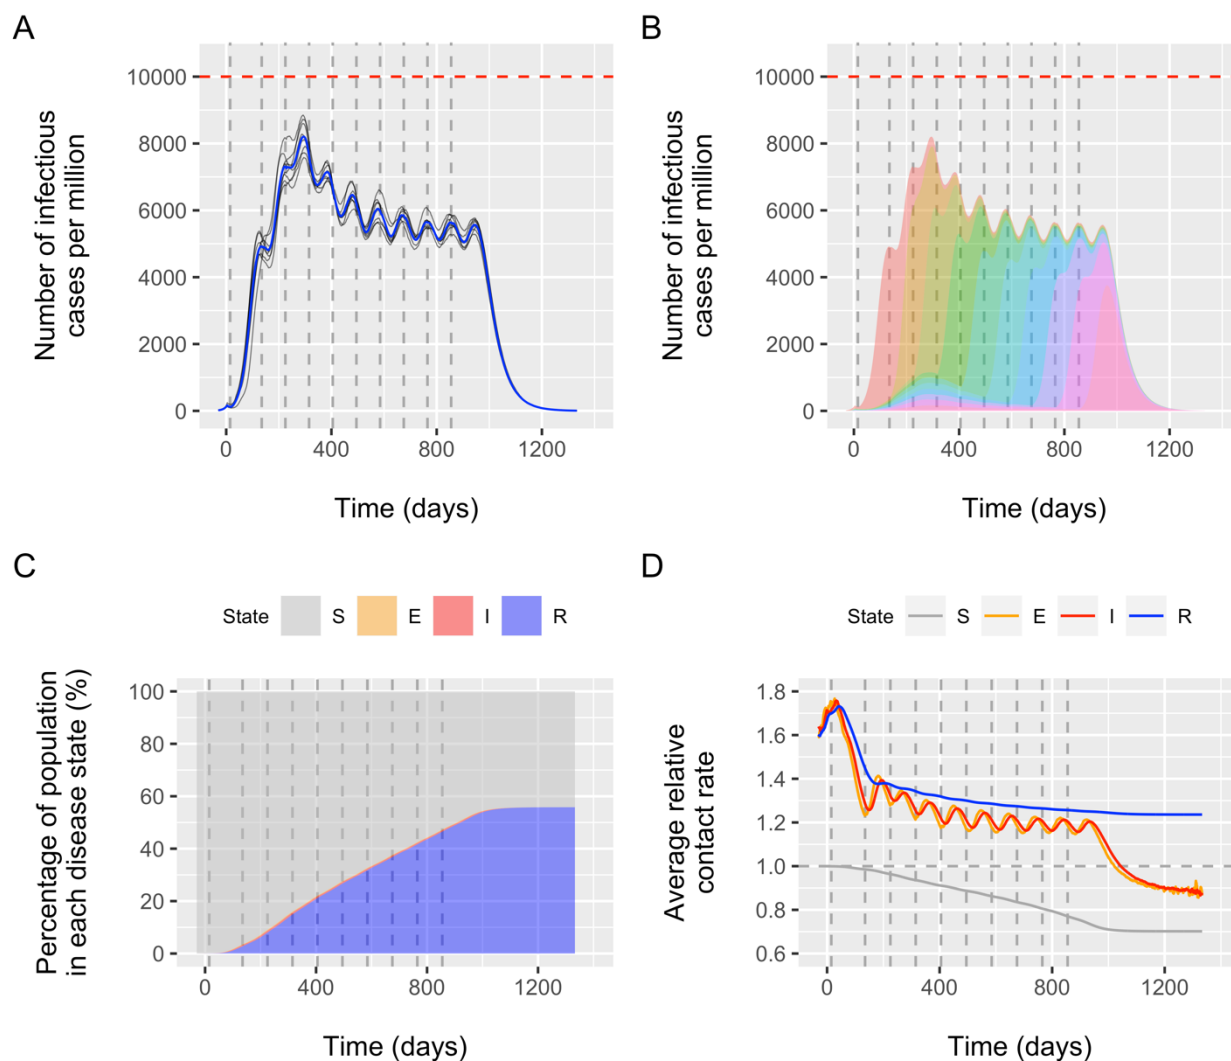 A
Number of infectious
cases per million
10000
8000
6000
4000
2000
0
0 400 800 1200
Time (days)
B
Number of infectious
cases per million
10000
8000
6000
4000
2000
0
0 400 800 1200
Time (days)
C
State S E I R
Percentage of population
in each disease state (%)
100
80
60
40
20
0
0 400 800 1200
Time (days)
D
State S E I R
Average relative
contact rate
1.8
1.6
1.4
1.2
1.0
0.8
0.6
0 400 800 1200
Time (days)